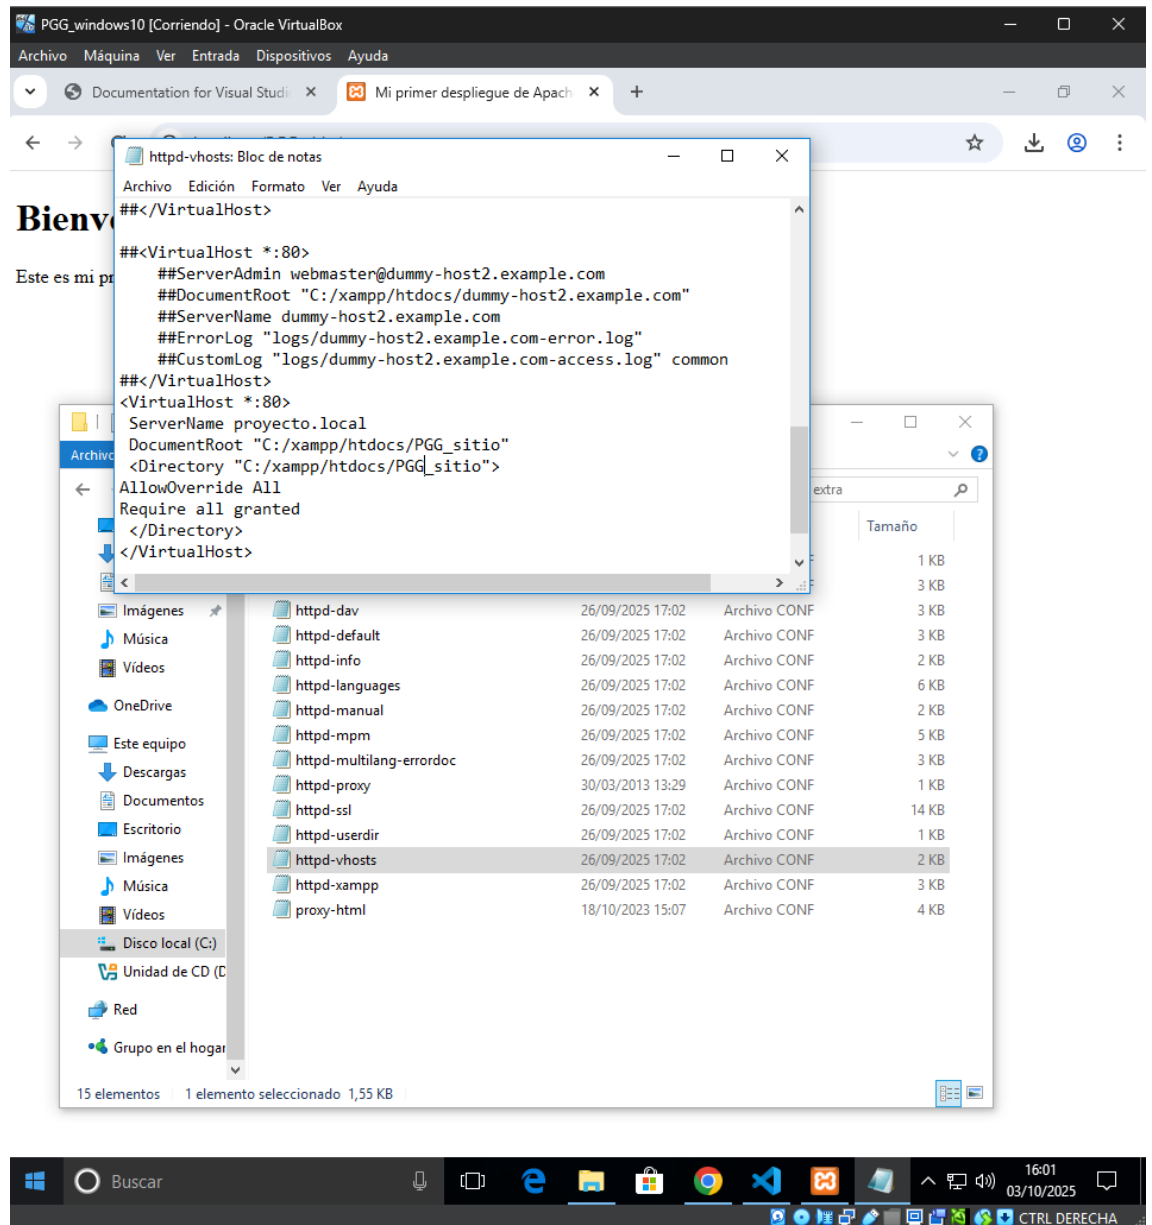 PGG_windows10 [Corriendo] - Oracle VirtualBox
Archivo Máquina Ver Entrada Dispositivos Ayuda
Documentation for Visual Studi
Mi primer despliegue de Apach
httpd-vhosts: Bloc de notas
Archivo Edición Formato Ver Ayuda
Bienv
Este es mi pr
##</VirtualHost>
##<VirtualHost *:80>
##ServerAdmin webmaster@dummy-host2.example.com
##DocumentRoot "C:/xampp/htdocs/dummy-host2.example.com"
##ServerName dummy-host2.example.com
##ErrorLog "logs/dummy-host2.example.com-error.log"
##CustomLog "logs/dummy-host2.example.com-access.log" common
##</VirtualHost>
<VirtualHost *:80>
ServerName proyecto.local
DocumentRoot "C:/xampp/htdocs/PGG_sitio"
<Directory "C:/xampp/htdocs/PGG_sitio">
AllowOverride All
Require all granted
</Directory>
</VirtualHost>
Archivo
extra
Tamaño
1 KB
3 KB
httpd-dav 26/09/2025 17:02 Archivo CONF 3 KB
httpd-default 26/09/2025 17:02 Archivo CONF 3 KB
httpd-info 26/09/2025 17:02 Archivo CONF 2 KB
httpd-languages 26/09/2025 17:02 Archivo CONF 6 KB
httpd-manual 26/09/2025 17:02 Archivo CONF 2 KB
httpd-mpm 26/09/2025 17:02 Archivo CONF 5 KB
httpd-multilang-errordoc 26/09/2025 17:02 Archivo CONF 3 KB
httpd-proxy 30/03/2013 13:29 Archivo CONF 1 KB
httpd-ssl 26/09/2025 17:02 Archivo CONF 14 KB
httpd-userdir 26/09/2025 17:02 Archivo CONF 1 KB
httpd-vhosts 26/09/2025 17:02 Archivo CONF 2 KB
httpd-xampp 26/09/2025 17:02 Archivo CONF 3 KB
proxy-html 18/10/2023 15:07 Archivo CONF 4 KB
Imágenes
Música
Vídeos
OneDrive
Este equipo
Descargas
Documentos
Escritorio
Imágenes
Música
Vídeos
Disco local (C:)
Unidad de CD (D
Red
Grupo en el hogar
15 elementos 1 elemento seleccionado 1,55 KB
Buscar
16:01
03/10/2025
CTRL DERECHA